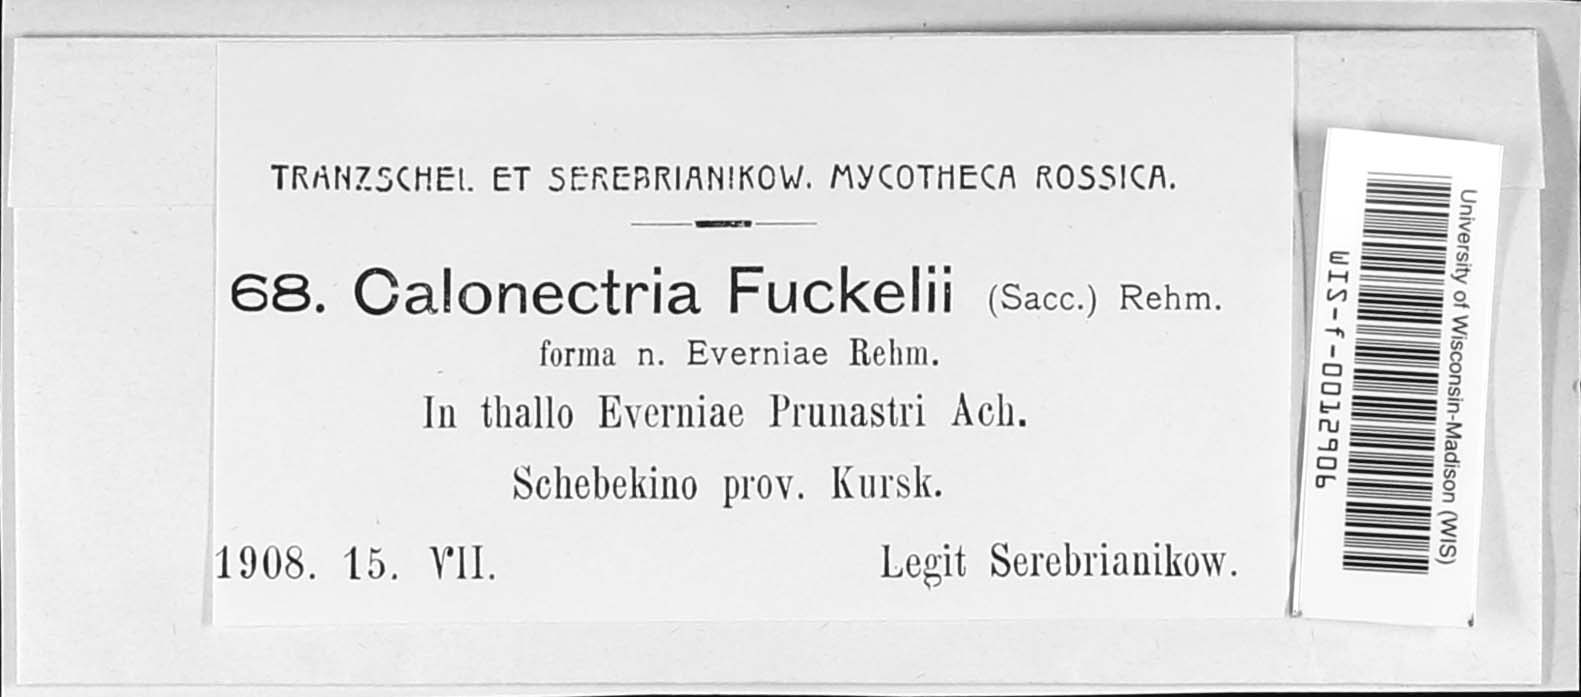 TRANZSCHEL ET SEREBRIANIKOW. MYCOTHECA ROSSICA.
68. Calonectria Fuckelii (Sacc.) Rehm.
forma n. Everniae Rehm.
In thallo Everniae Prunastri Ach.
Schebekino prov. Kursk.
1908. 15. VII. Legit Serebrianikow.
University of Wisconsin-Madison (WIS)
WIS-f-0012906